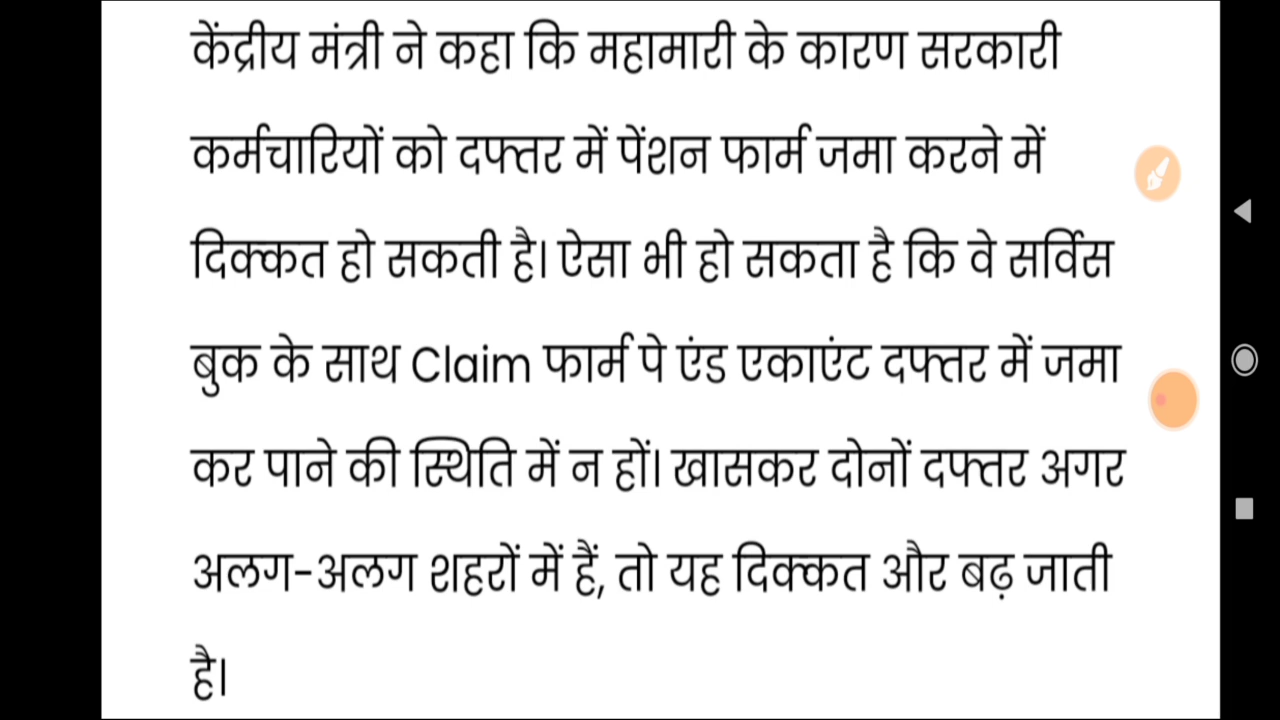 केंद्रीय मंत्री ने कहा कि महामारी के कारण सरकारी
कर्मचारियों को दफ्तर में पेंशन फार्म जमा करने में
दिक्कत हो सकती है। ऐसा भी हो सकता है कि वे सर्विस
बुक के साथ Claim फार्म पे एंड एकाएंट दफ्तर में जमा
कर पाने की स्थिति में न हों। खासकर दोनों दफ्तर अगर
अलग-अलग शहरों में हैं, तो यह दिक्कत और बढ़ जाती
है।